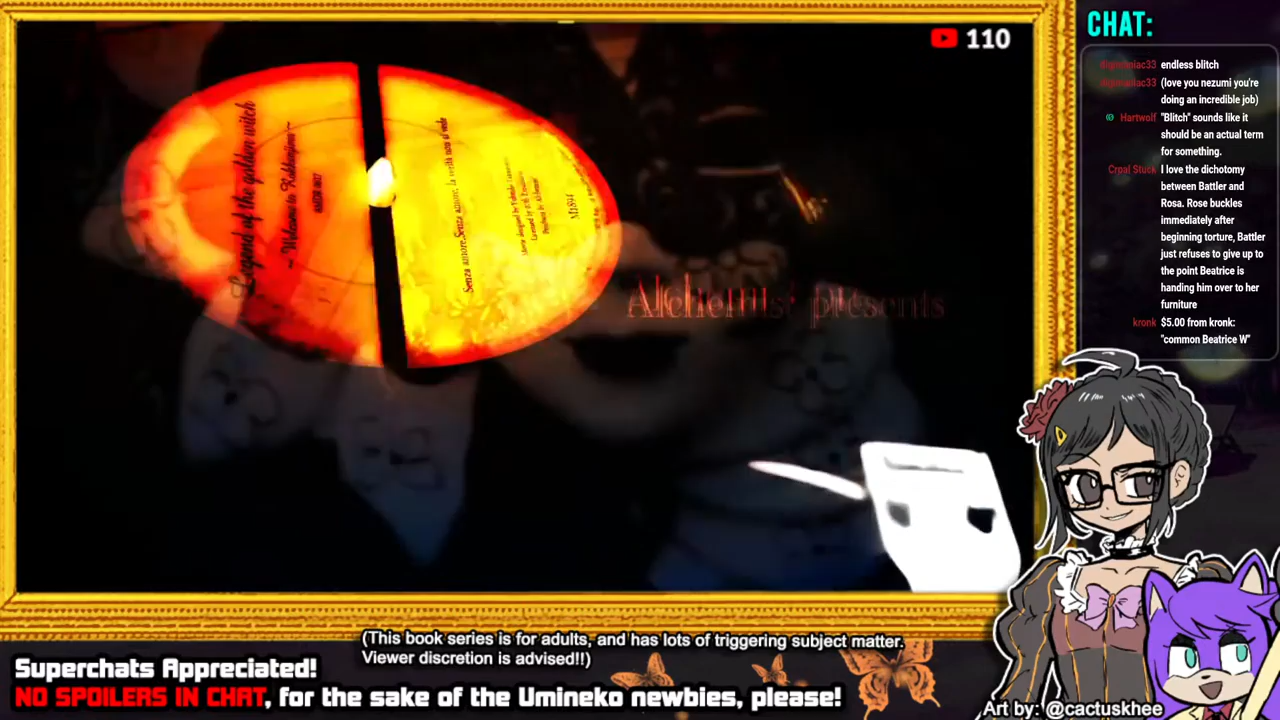 110
CHAT:
digimaniac33 endless blitch
digimaniac33 (love you nezumi you're
doing an incredible job)
Hartwolf "Blitch" sounds like it
should be an actual term
for something.
Crpal Stuck I love the dichotomy
between Battler and
Rosa. Rose buckles
immediately after
beginning torture, Battler
just refuses to give up to
the point Beatrice is
handing him over to her
furniture
kronk $5.00 from kronk:
"common Beatrice W"
Legend of the golden witch
Alchemist presents
(This book series is for adults, and has lots of triggering subject matter.
Viewer discretion is advised!!)
Superchats Appreciated!
NO SPOILERS IN CHAT, for the sake of the Umineko newbies, please!
Art by: @cactuskhee